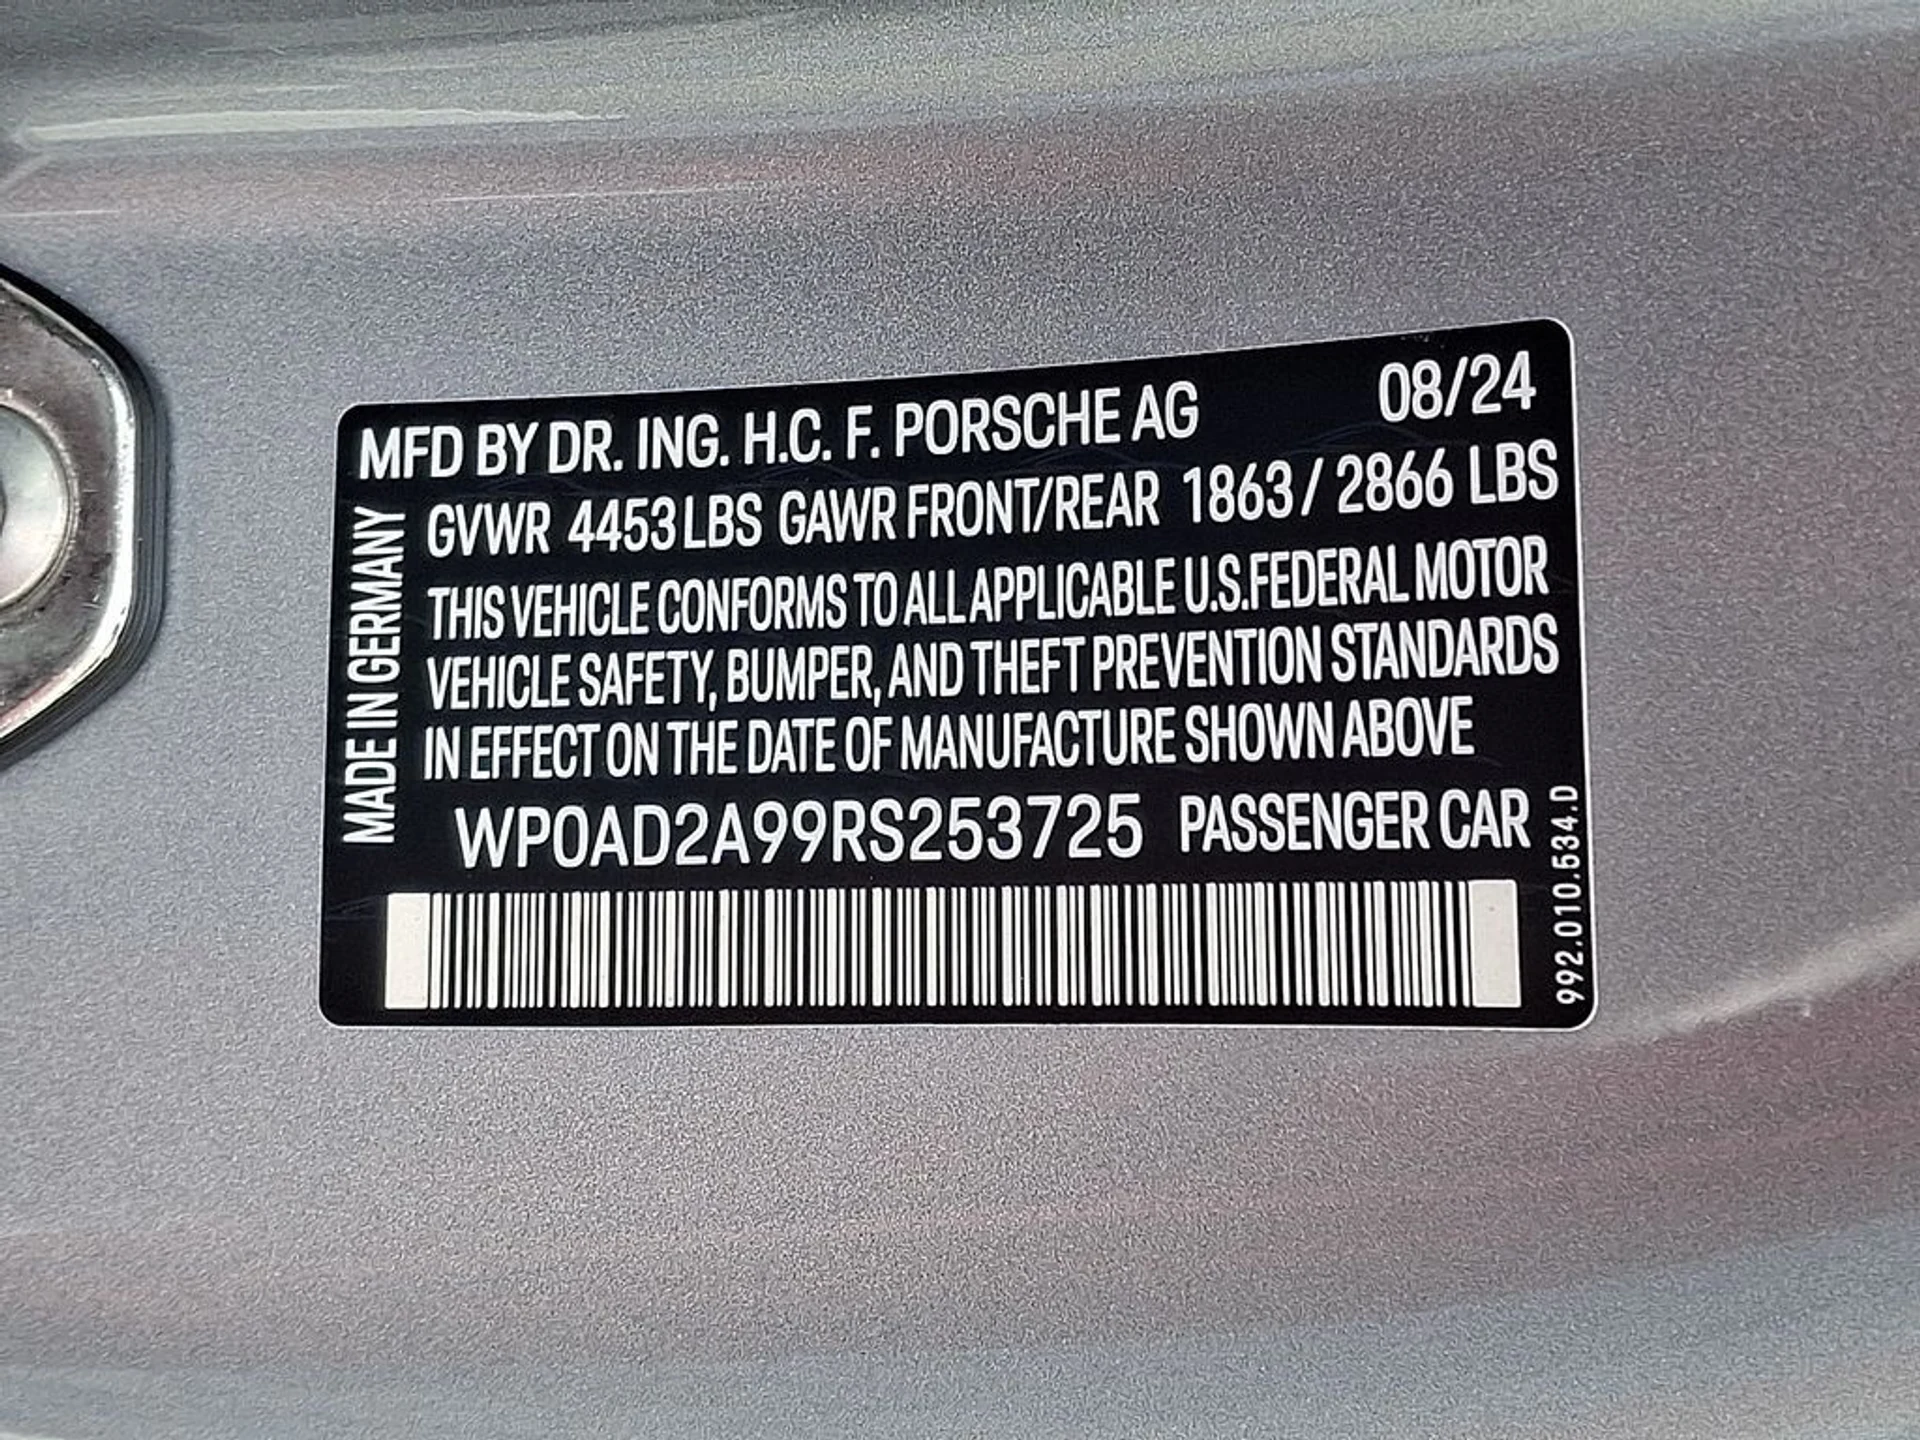 MFD BY DR. ING. H.C. F. PORSCHE AG 08/24
GVWR 4453 LBS GAWR FRONT/REAR 1863 / 2866 LBS
THIS VEHICLE CONFORMS TO ALL APPLICABLE U.S.FEDERAL MOTOR
VEHICLE SAFETY, BUMPER, AND THEFT PREVENTION STANDARDS
IN EFFECT ON THE DATE OF MANUFACTURE SHOWN ABOVE
WP0AD2A99RS253725 PASSENGER CAR
MADE IN GERMANY
992.010.534.D